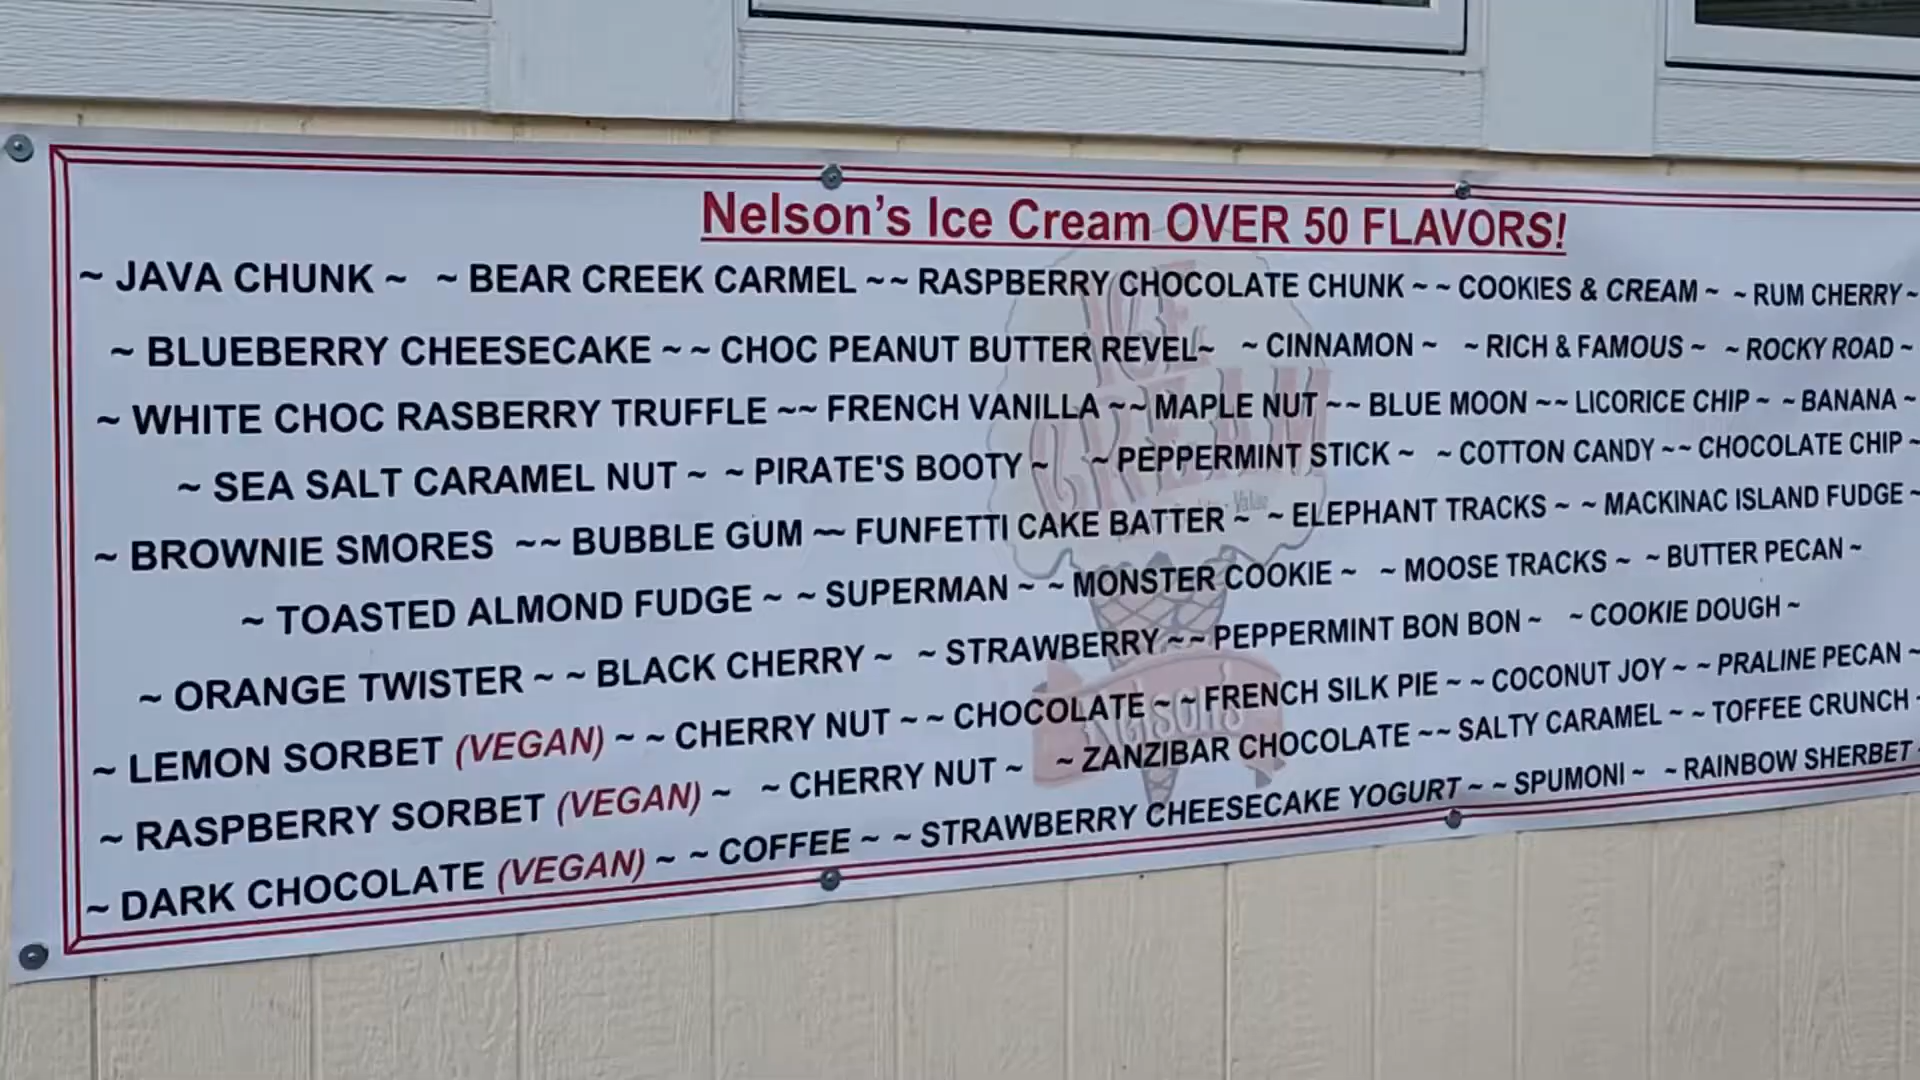 Nelson's Ice Cream OVER 50 FLAVORS!
~ JAVA CHUNK ~ ~ BEAR CREEK CARMEL ~~ RASPBERRY CHOCOLATE CHUNK ~ ~ COOKIES & CREAM ~ ~ RUM CHERRY ~
~ BLUEBERRY CHEESECAKE ~ ~ CHOC PEANUT BUTTER REVEL~ ~ CINNAMON ~ ~ RICH & FAMOUS ~ ~ ROCKY ROAD ~
~ WHITE CHOC RASBERRY TRUFFLE ~~ FRENCH VANILLA ~~ MAPLE NUT ~~ BLUE MOON ~~ LICORICE CHIP ~ ~ BANANA ~
~ SEA SALT CARAMEL NUT ~ ~ PIRATE'S BOOTY ~ ~ PEPPERMINT STICK ~ ~ COTTON CANDY ~~ CHOCOLATE CHIP ~
~ BROWNIE SMORES ~~ BUBBLE GUM ~~ FUNFETTI CAKE BATTER ~ ~ ELEPHANT TRACKS ~ ~ MACKINAC ISLAND FUDGE ~
~ TOASTED ALMOND FUDGE ~ ~ SUPERMAN ~ ~ MONSTER COOKIE ~ ~ MOOSE TRACKS ~ ~ BUTTER PECAN ~
~ ORANGE TWISTER ~ ~ BLACK CHERRY ~ ~ STRAWBERRY ~~ PEPPERMINT BON BON ~ ~ COOKIE DOUGH ~
~ LEMON SORBET (VEGAN) ~ ~ CHERRY NUT ~ ~ CHOCOLATE ~ ~ FRENCH SILK PIE ~ ~ COCONUT JOY ~ ~ PRALINE PECAN ~
~ RASPBERRY SORBET (VEGAN) ~ ~ CHERRY NUT ~ ~ ZANZIBAR CHOCOLATE ~~ SALTY CARAMEL ~ ~ TOFFEE CRUNCH ~
~ DARK CHOCOLATE (VEGAN) ~ ~ COFFEE ~ ~ STRAWBERRY CHEESECAKE YOGURT ~ ~ SPUMONI ~ ~ RAINBOW SHERBET ~
ICE
CREAM
Value
Nelson's